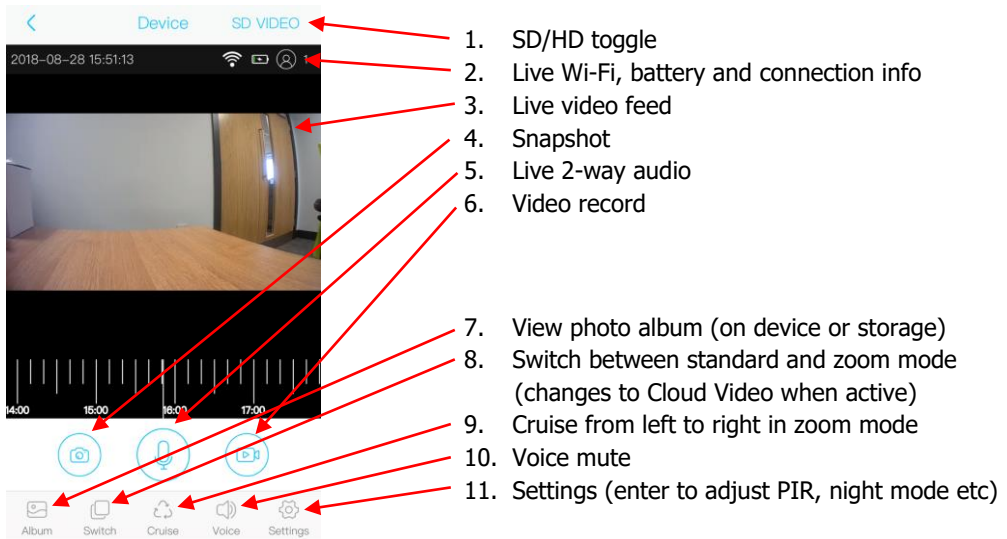 Device SD VIDEO
2018-08-28 15:51:13
14:00 15:00 16:00 17:00
Album Switch Cruise Voice Settings
1. SD/HD toggle
2. Live Wi-Fi, battery and connection info
3. Live video feed
4. Snapshot
5. Live 2-way audio
6. Video record
7. View photo album (on device or storage)
8. Switch between standard and zoom mode
(changes to Cloud Video when active)
9. Cruise from left to right in zoom mode
10. Voice mute
11. Settings (enter to adjust PIR, night mode etc)